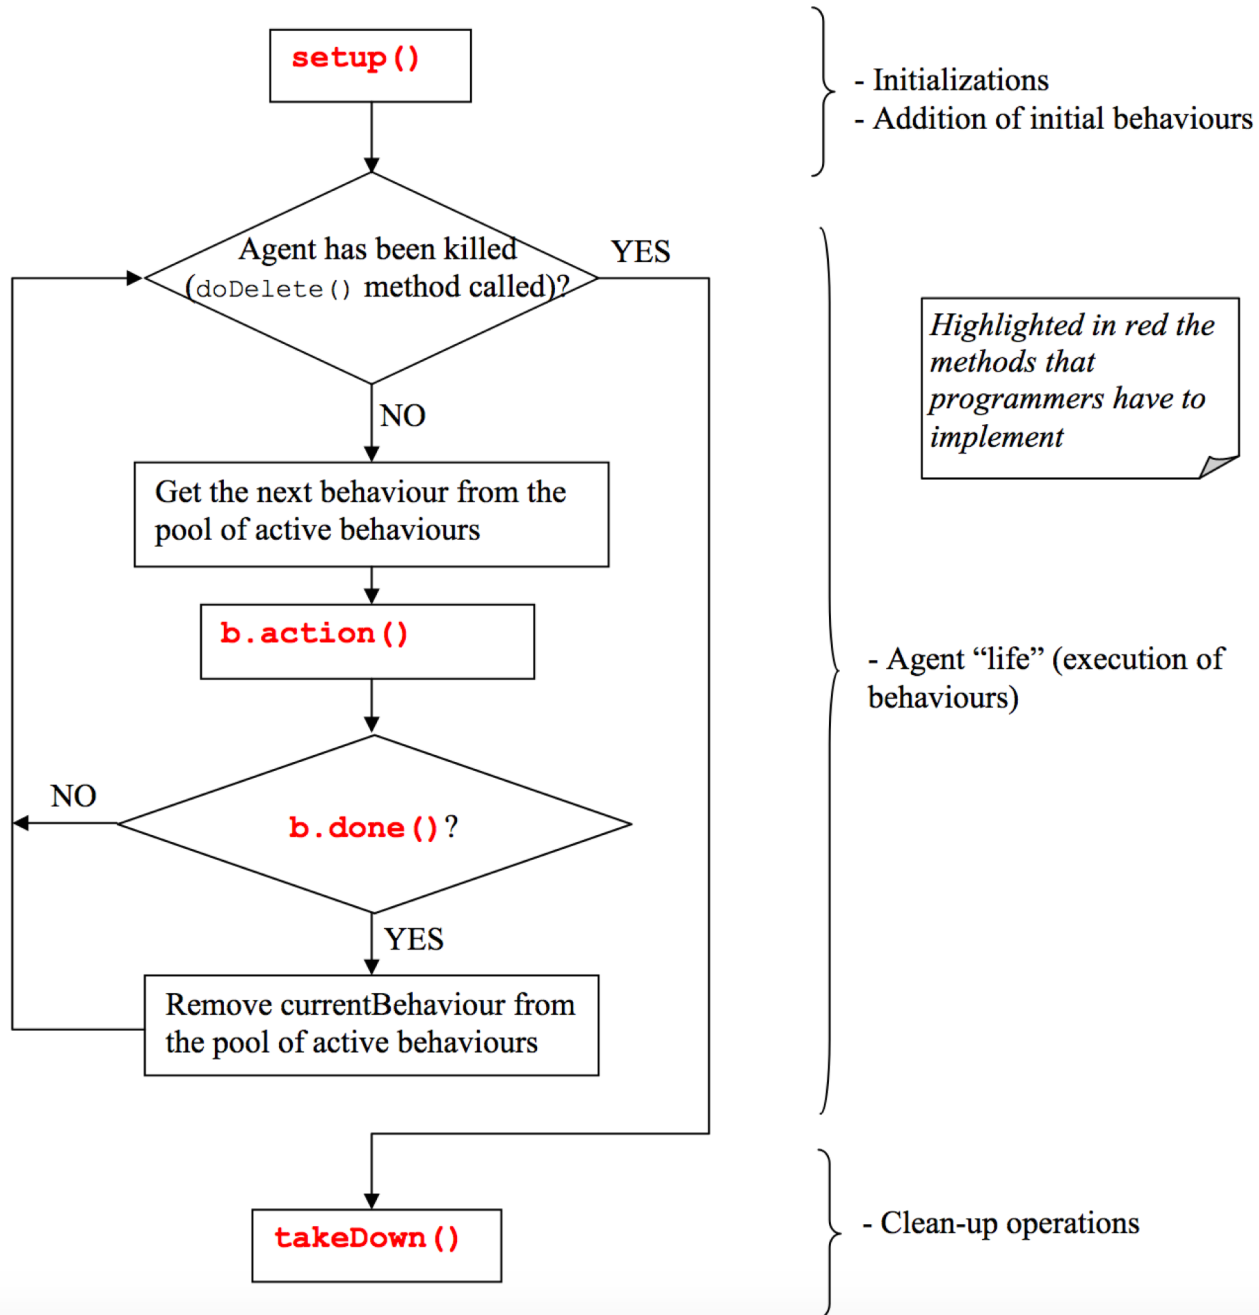 setup()
- Initializations
- Addition of initial behaviours
Agent has been killed
(doDelete() method called)?
YES
NO
Highlighted in red the
methods that
programmers have to
implement
Get the next behaviour from the
pool of active behaviours
b.action()
- Agent “life” (execution of
behaviours)
NO
b.done()?
YES
Remove currentBehaviour from
the pool of active behaviours
takeDown()
- Clean-up operations